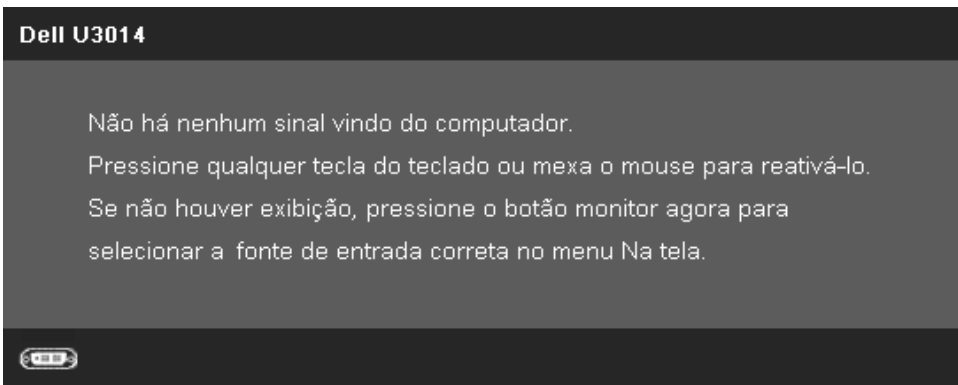 Dell U3014
Não há nenhum sinal vindo do computador.
Pressione qualquer tecla do teclado ou mexa o mouse para reativá-lo.
Se não houver exibição, pressione o botão monitor agora para
selecionar a fonte de entrada correta no menu Na tela.